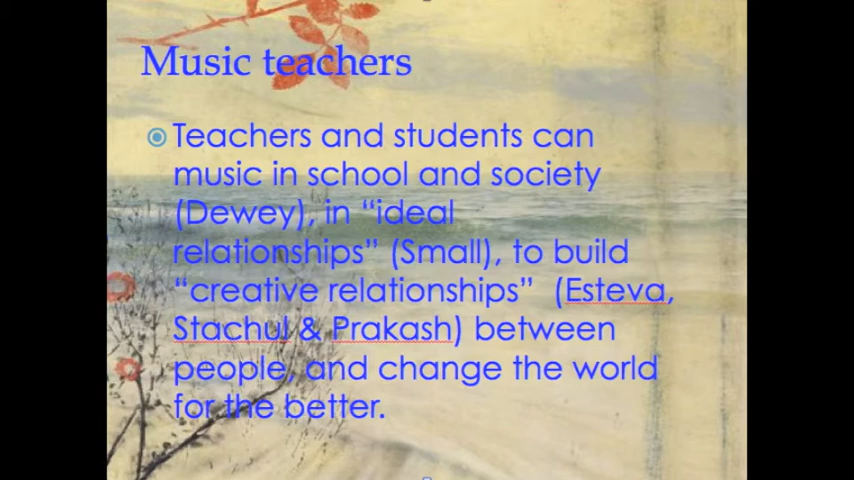 Music teachers
Teachers and students can
music in school and society
(Dewey), in “ideal
relationships” (Small), to build
“creative relationships”  (Esteva,
Stachul & Prakash) between
people, and change the world
for the better.